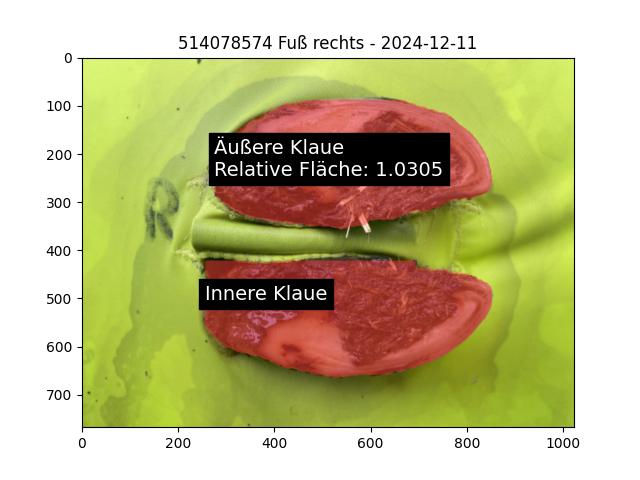 514078574 Fuß rechts - 2024-12-11
0
100
200
300
400
500
600
700
Äußere Klaue
Relative Fläche: 1.0305
R
Innere Klaue
0
200
400
600
800
1000